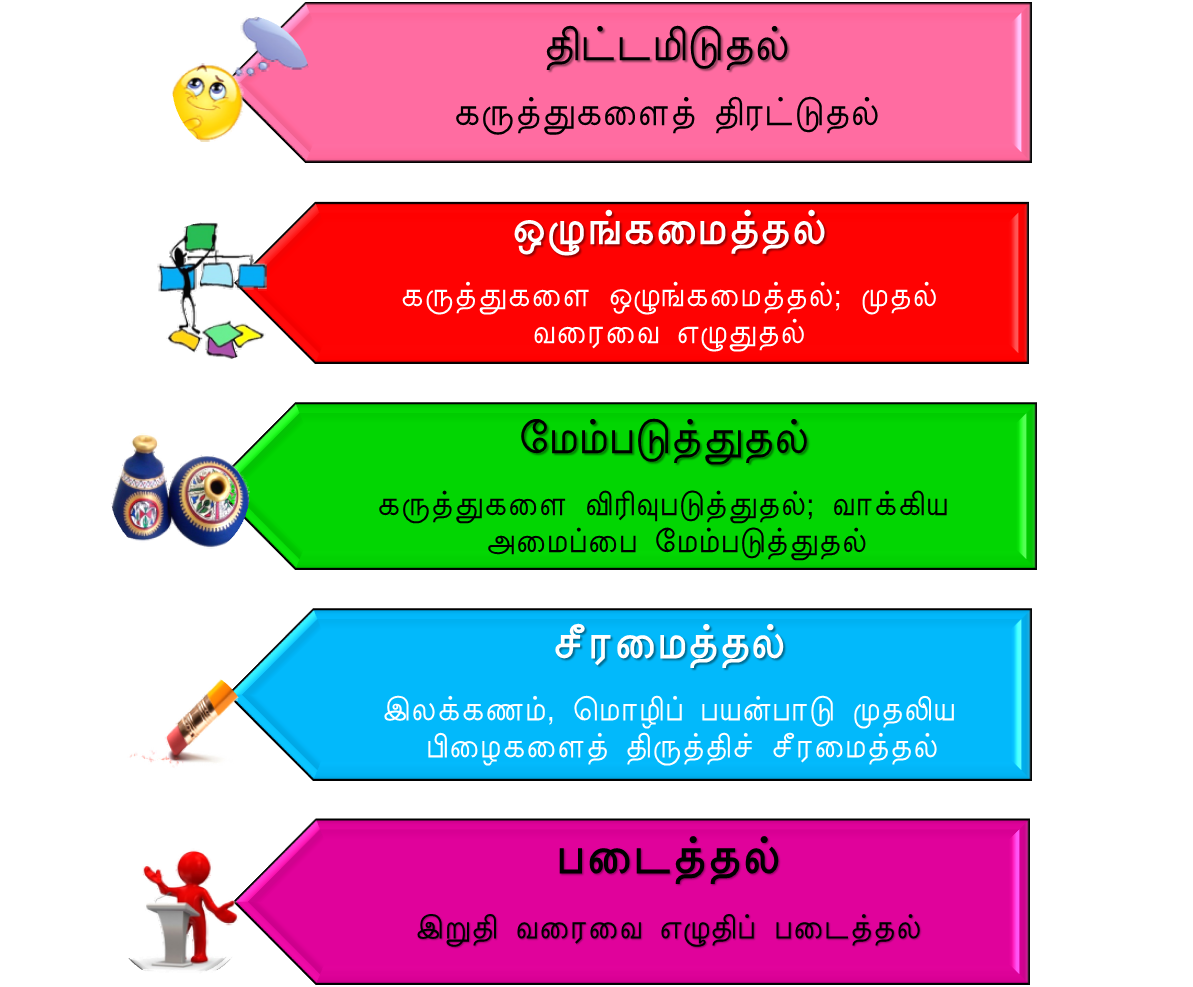 திட்டமிடுதல்
கருத்துகளைத் திரட்டுதல்
ஒழுங்கமைத்தல்
கருத்துகளை ஒழுங்கமைத்தல்; முதல்
வரைவை எழுதுதல்
மேம்படுத்துதல்
கருத்துகளை விரிவுபடுத்துதல்; வாக்கிய
அமைப்பை மேம்படுத்துதல்
சீரமைத்தல்
இலக்கணம், மொழிப் பயன்பாடு முதலிய
பிழைகளைத் திருத்திச் சீரமைத்தல்
படைத்தல்
இறுதி வரைவை எழுதிப் படைத்தல்